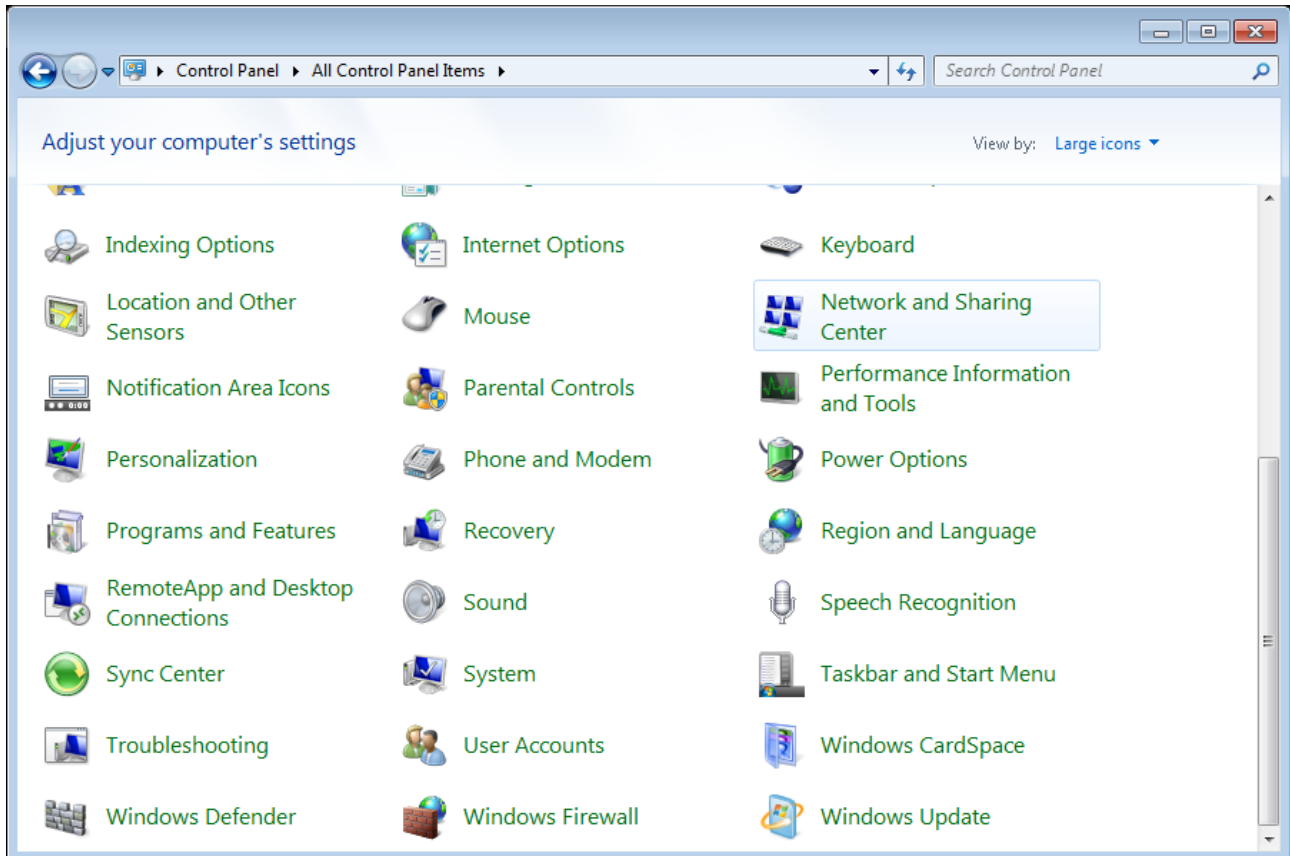 Control Panel All Control Panel Items Search Control Panel
Adjust your computer's settings View by: Large icons
Indexing Options Internet Options Keyboard
Location and Other Sensors Mouse Network and Sharing Center
Notification Area Icons Parental Controls Performance Information and Tools
Personalization Phone and Modem Power Options
Programs and Features Recovery Region and Language
RemoteApp and Desktop Connections Sound Speech Recognition
Sync Center System Taskbar and Start Menu
Troubleshooting User Accounts Windows CardSpace
Windows Defender Windows Firewall Windows Update